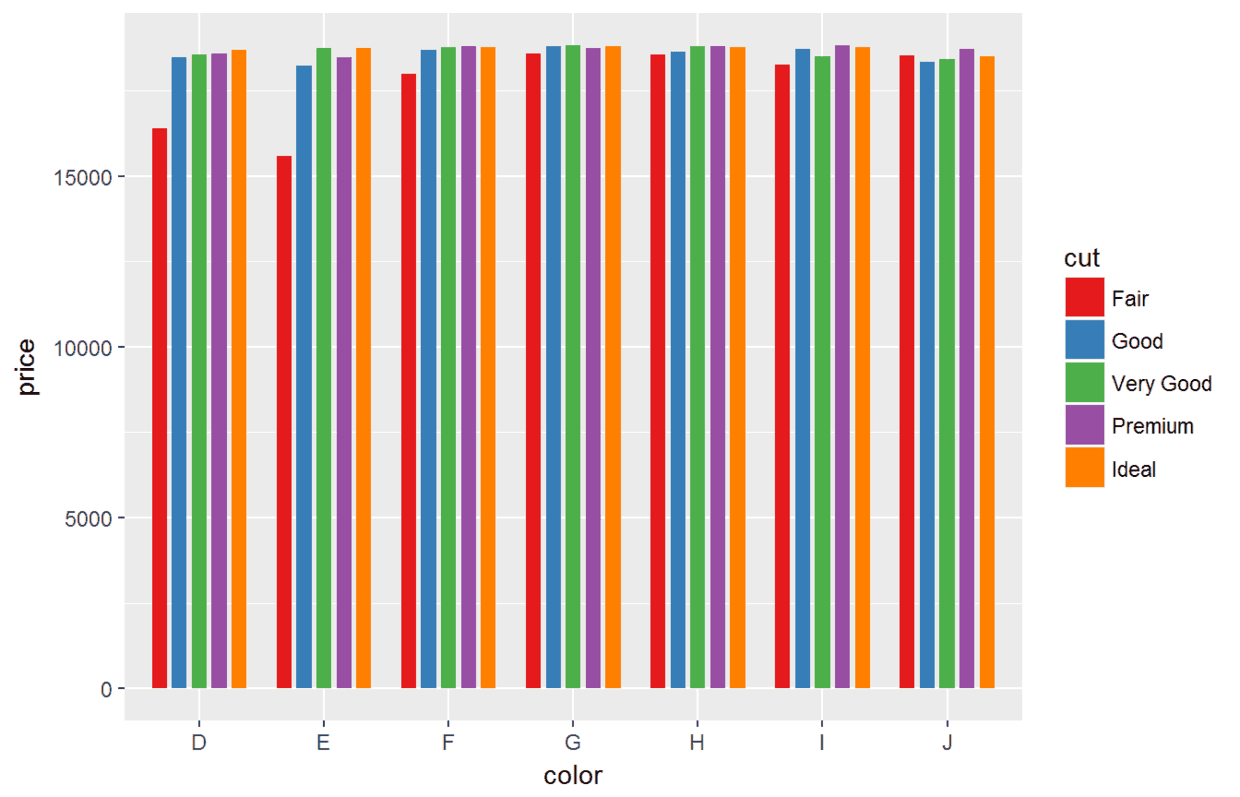 15000
10000
5000
0
price
D E F G H I J
color
cut
Fair
Good
Very Good
Premium
Ideal